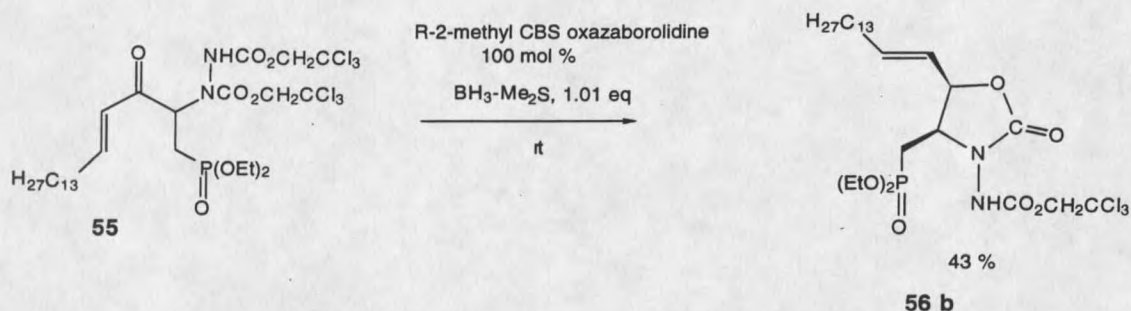 O
NHCO₂CH₂CCl₃
N
CO₂CH₂CCl₃
H₂₇C₁₃
P(OEt)₂
O
55
R-2-methyl CBS oxazaborolidine
100 mol %
BH₃-Me₂S, 1.01 eq
rt
H₂₇C₁₃
O
O
N
(EtO)₂P
O
NHCO₂CH₂CCl₃
43 %
56 b